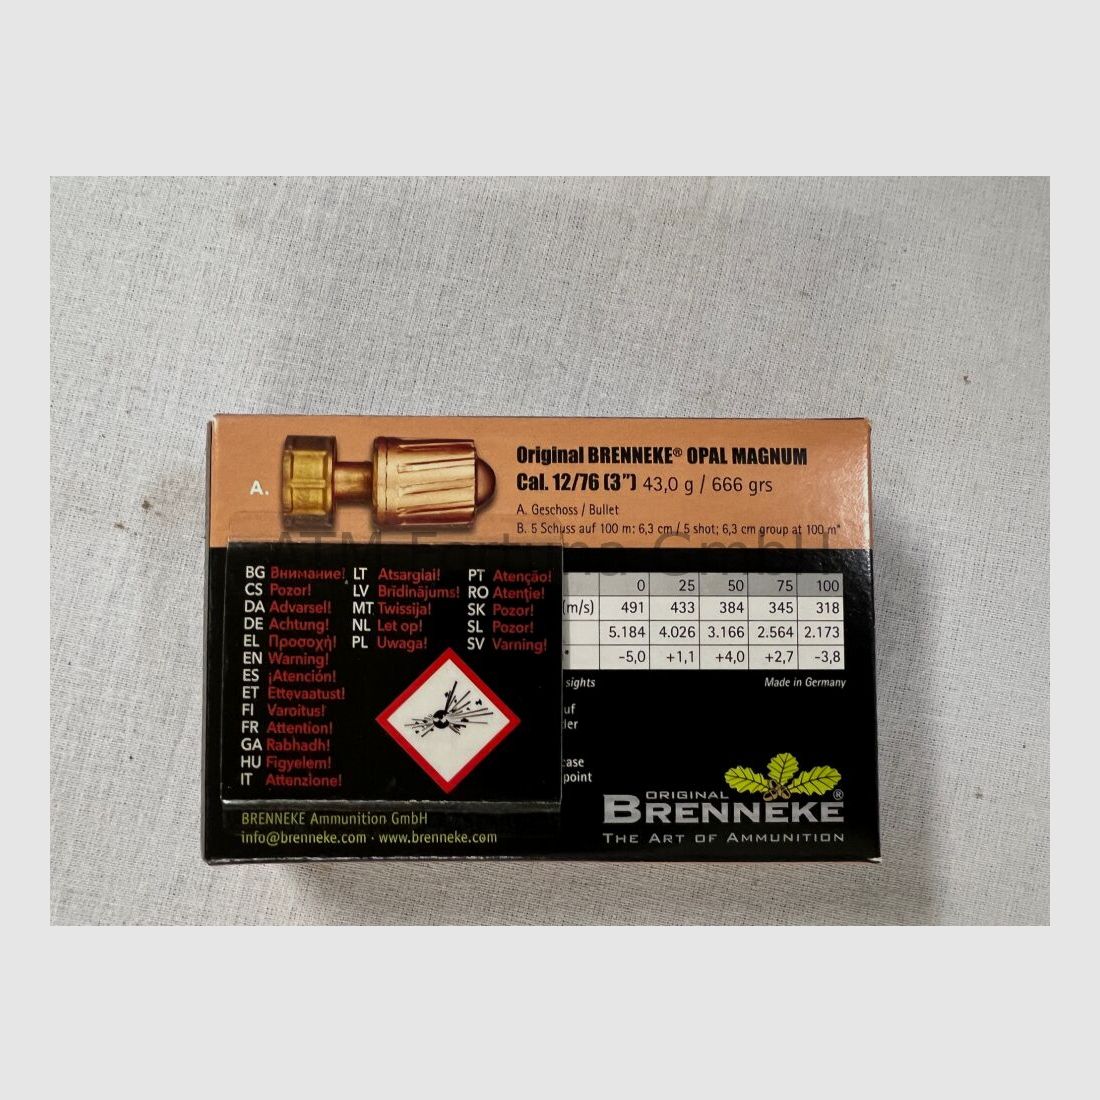 Original BRENNEKE® OPAL MAGNUM
Cal. 12/76 (3”) 43,0 g / 666 grs
A.
A. Geschoss / Bullet
B. 5 Schuss auf 100 m: 6,3 cm / 5 shot; 6,3 cm group at 100 m*
ATM Fortuna GmbH
BG Внимание! LT Atsargiai! PT Atenção!
CS Pozor! LV Brīdinājums! RO Atenţie!
DA Advarsel! MT Twissija! SK Pozor!
DE Achtung! NL Let op! SL Pozor!
EL Προσοχή! PL Uwaga! SV Varning!
EN Warning!
ES ¡Atención!
ET Ettevaatust!
FI Varoitus!
FR Attention!
GA Rabhadh!
HU Figyelem!
IT Attenzione!
0 25 50 75 100
(m/s) 491 433 384 345 318
5.184 4.026 3.166 2.564 2.173
-5,0 +1,1 +4,0 +2,7 -3,8
sights Made in Germany
point
BRENNEKE Ammunition GmbH
info@brenneke.com · www.brenneke.com
ORIGINAL
BRENNEKE®
THE ART OF AMMUNITION